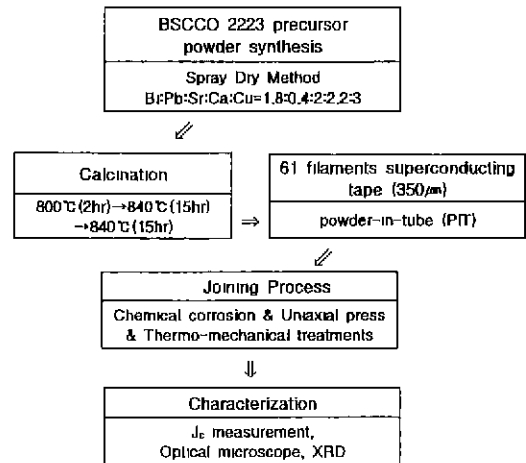 BSCCO 2223 precursor
powder synthesis
Spray Dry Method
Bi:Pb:Sr:Ca:Cu=1.8:0.4:2:2.2:3
⇙
Calcination
800℃(2hr)→840℃(15hr)
→840℃(15hr)
⇒
61 filaments superconducting
tape (350㎛)
powder-in-tube (PIT)
⇙
Joining Process
Chemical corrosion & Uniaxial press
& Thermo-mechanical treatments
⇓
Characterization
Jc measurement,
Optical microscope, XRD